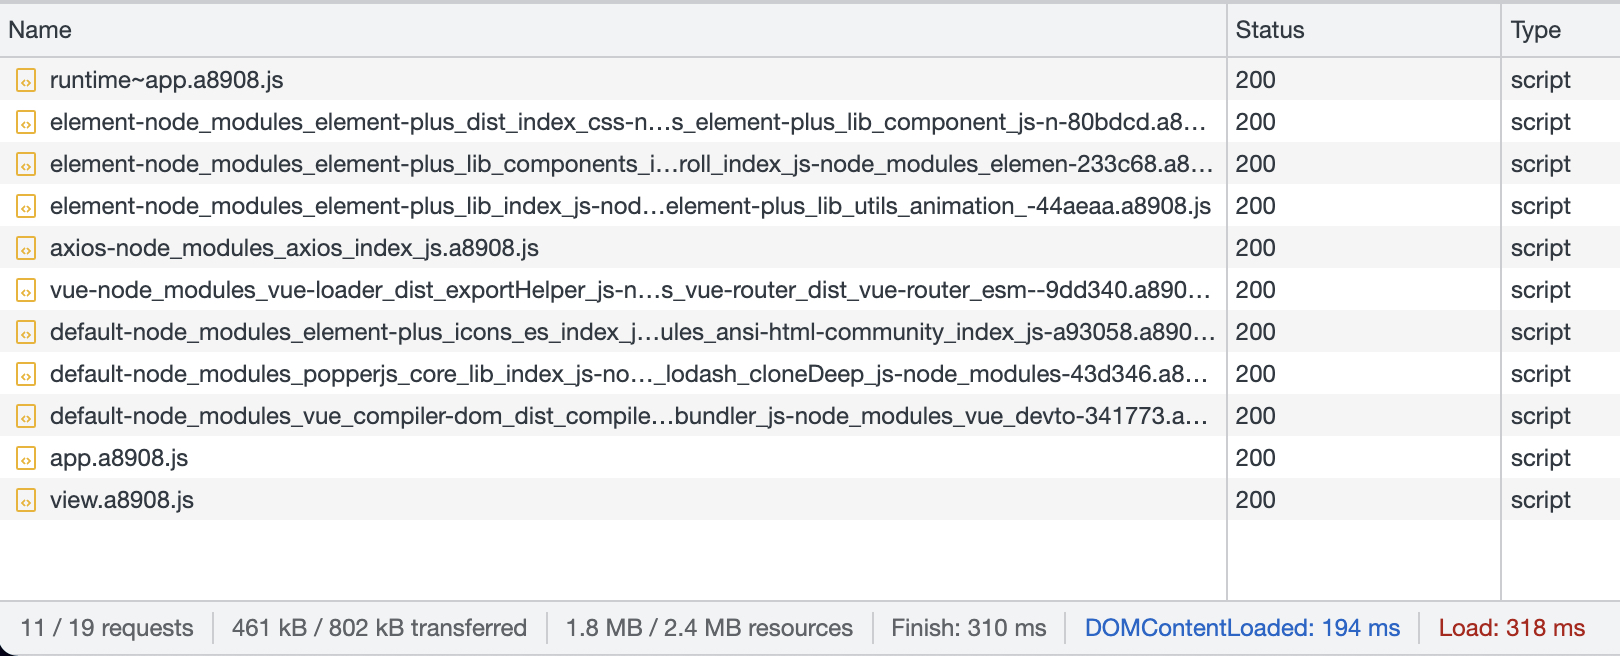 Name Status Type
runtime~app.a8908.js 200 script
element-node_modules_element-plus_dist_index_css-n…s_element-plus_lib_component_js-n-80bdcd.a8… 200 script
element-node_modules_element-plus_lib_components_i…roll_index_js-node_modules_elemen-233c68.a8… 200 script
element-node_modules_element-plus_lib_index_js-nod…element-plus_lib_utils_animation_-44aeaa.a8908.js 200 script
axios-node_modules_axios_index_js.a8908.js 200 script
vue-node_modules_vue-loader_dist_exportHelper_js-n…s_vue-router_dist_vue-router_esm--9dd340.a890… 200 script
default-node_modules_element-plus_icons_es_index_j…ules_ansi-html-community_index_js-a93058.a890… 200 script
default-node_modules_popperjs_core_lib_index_js-no…_lodash_cloneDeep_js-node_modules-43d346.a8… 200 script
default-node_modules_vue_compiler-dom_dist_compile…bundler_js-node_modules_vue_devto-341773.a… 200 script
app.a8908.js 200 script
view.a8908.js 200 script
11 / 19 requests 461 kB / 802 kB transferred 1.8 MB / 2.4 MB resources Finish: 310 ms DOMContentLoaded: 194 ms Load: 318 ms